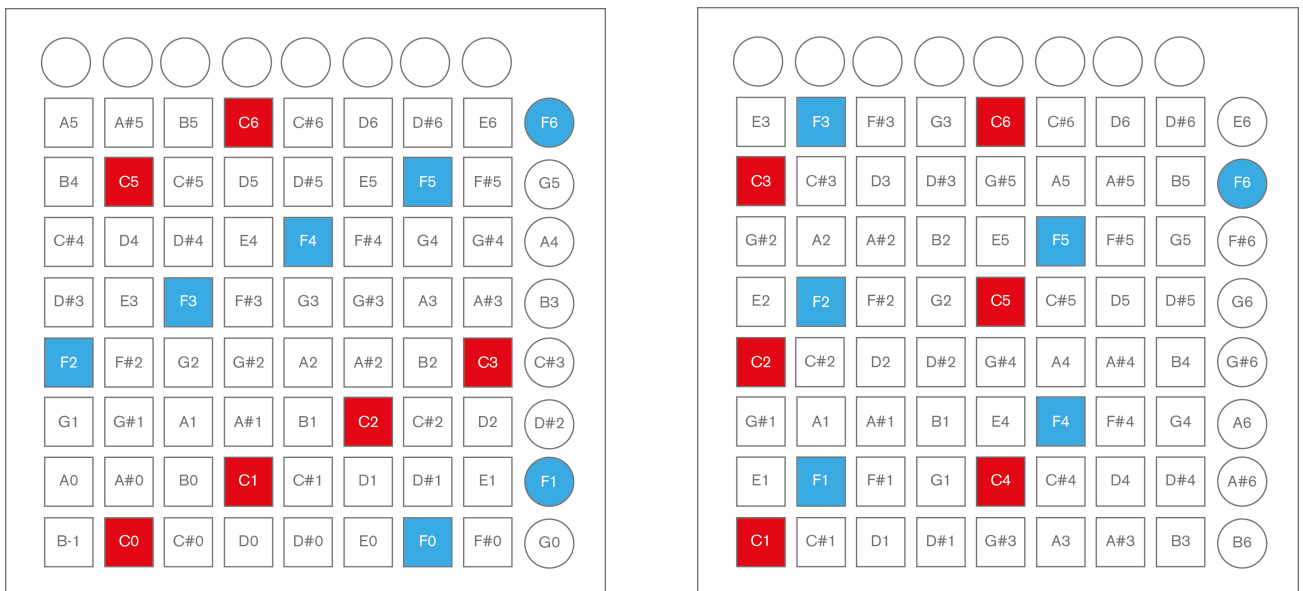 A5 A#5 B5 C6 C#6 D6 D#6 E6 F6
B4 C5 C#5 D5 D#5 E5 F5 F#5 G5
C#4 D4 D#4 E4 F4 F#4 G4 G#4 A4
D#3 E3 F3 F#3 G3 G#3 A3 A#3 B3
F2 F#2 G2 G#2 A2 A#2 B2 C3 C#3
G1 G#1 A1 A#1 B1 C2 C#2 D2 D#2
A0 A#0 B0 C1 C#1 D1 D#1 E1 F1
B-1 C0 C#0 D0 D#0 E0 F0 F#0 G0
E3 F3 F#3 G3 C6 C#6 D6 D#6 E6
C3 C#3 D3 D#3 G#5 A5 A#5 B5 F6
G#2 A2 A#2 B2 E5 F5 F#5 G5 F#6
E2 F2 F#2 G2 C5 C#5 D5 D#5 G6
C2 C#2 D2 D#2 G#4 A4 A#4 B4 G#6
G#1 A1 A#1 B1 E4 F4 F#4 G4 A6
E1 F1 F#1 G1 C4 C#4 D4 D#4 A#6
C1 C#1 D1 D#1 G#3 A3 A#3 B3 B6